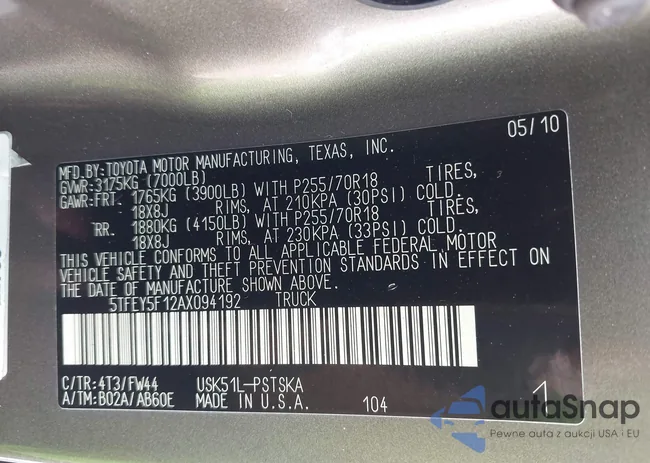 05/10
MFD.BY:TOYOTA MOTOR MANUFACTURING, TEXAS, INC.
GVWR:3175KG (7000LB)
GAWR:FRT. 1765KG (3900LB) WITH P255/70R18 TIRES,
18X8J RIMS, AT 210KPA (30PSI) COLD.
RR. 1880KG (4150LB) WITH P255/70R18 TIRES,
18X8J RIMS, AT 230KPA (33PSI) COLD.
THIS VEHICLE CONFORMS TO ALL APPLICABLE FEDERAL MOTOR
VEHICLE SAFETY AND THEFT PREVENTION STANDARDS IN EFFECT ON
THE DATE OF MANUFACTURE SHOWN ABOVE.
5TFEY5F12AX094192 TRUCK
C/TR:4T3/FW44 USK51L-PSTSKA
A/TM:B02A/AB60E MADE IN U.S.A. 104 1
autoSnap
Pewne auta z aukcji USA i EU